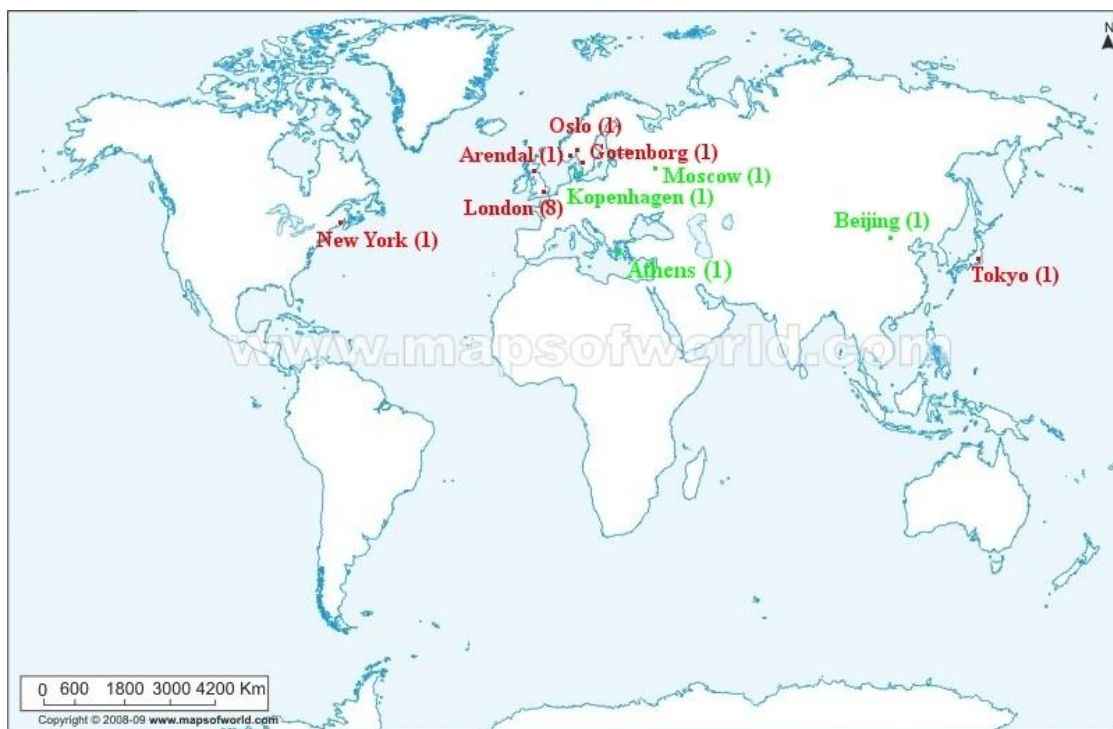 N
Oslo (1)
Arendal (1)
Gotenborg (1)
Moscow (1)
Kopenhagen (1)
London (8)
Beijing (1)
New York (1)
Athens (1)
Tokyo (1)
www.mapsofworld.com
0 600 1800 3000 4200 Km
Copyright © 2008-09 www.mapsofworld.com